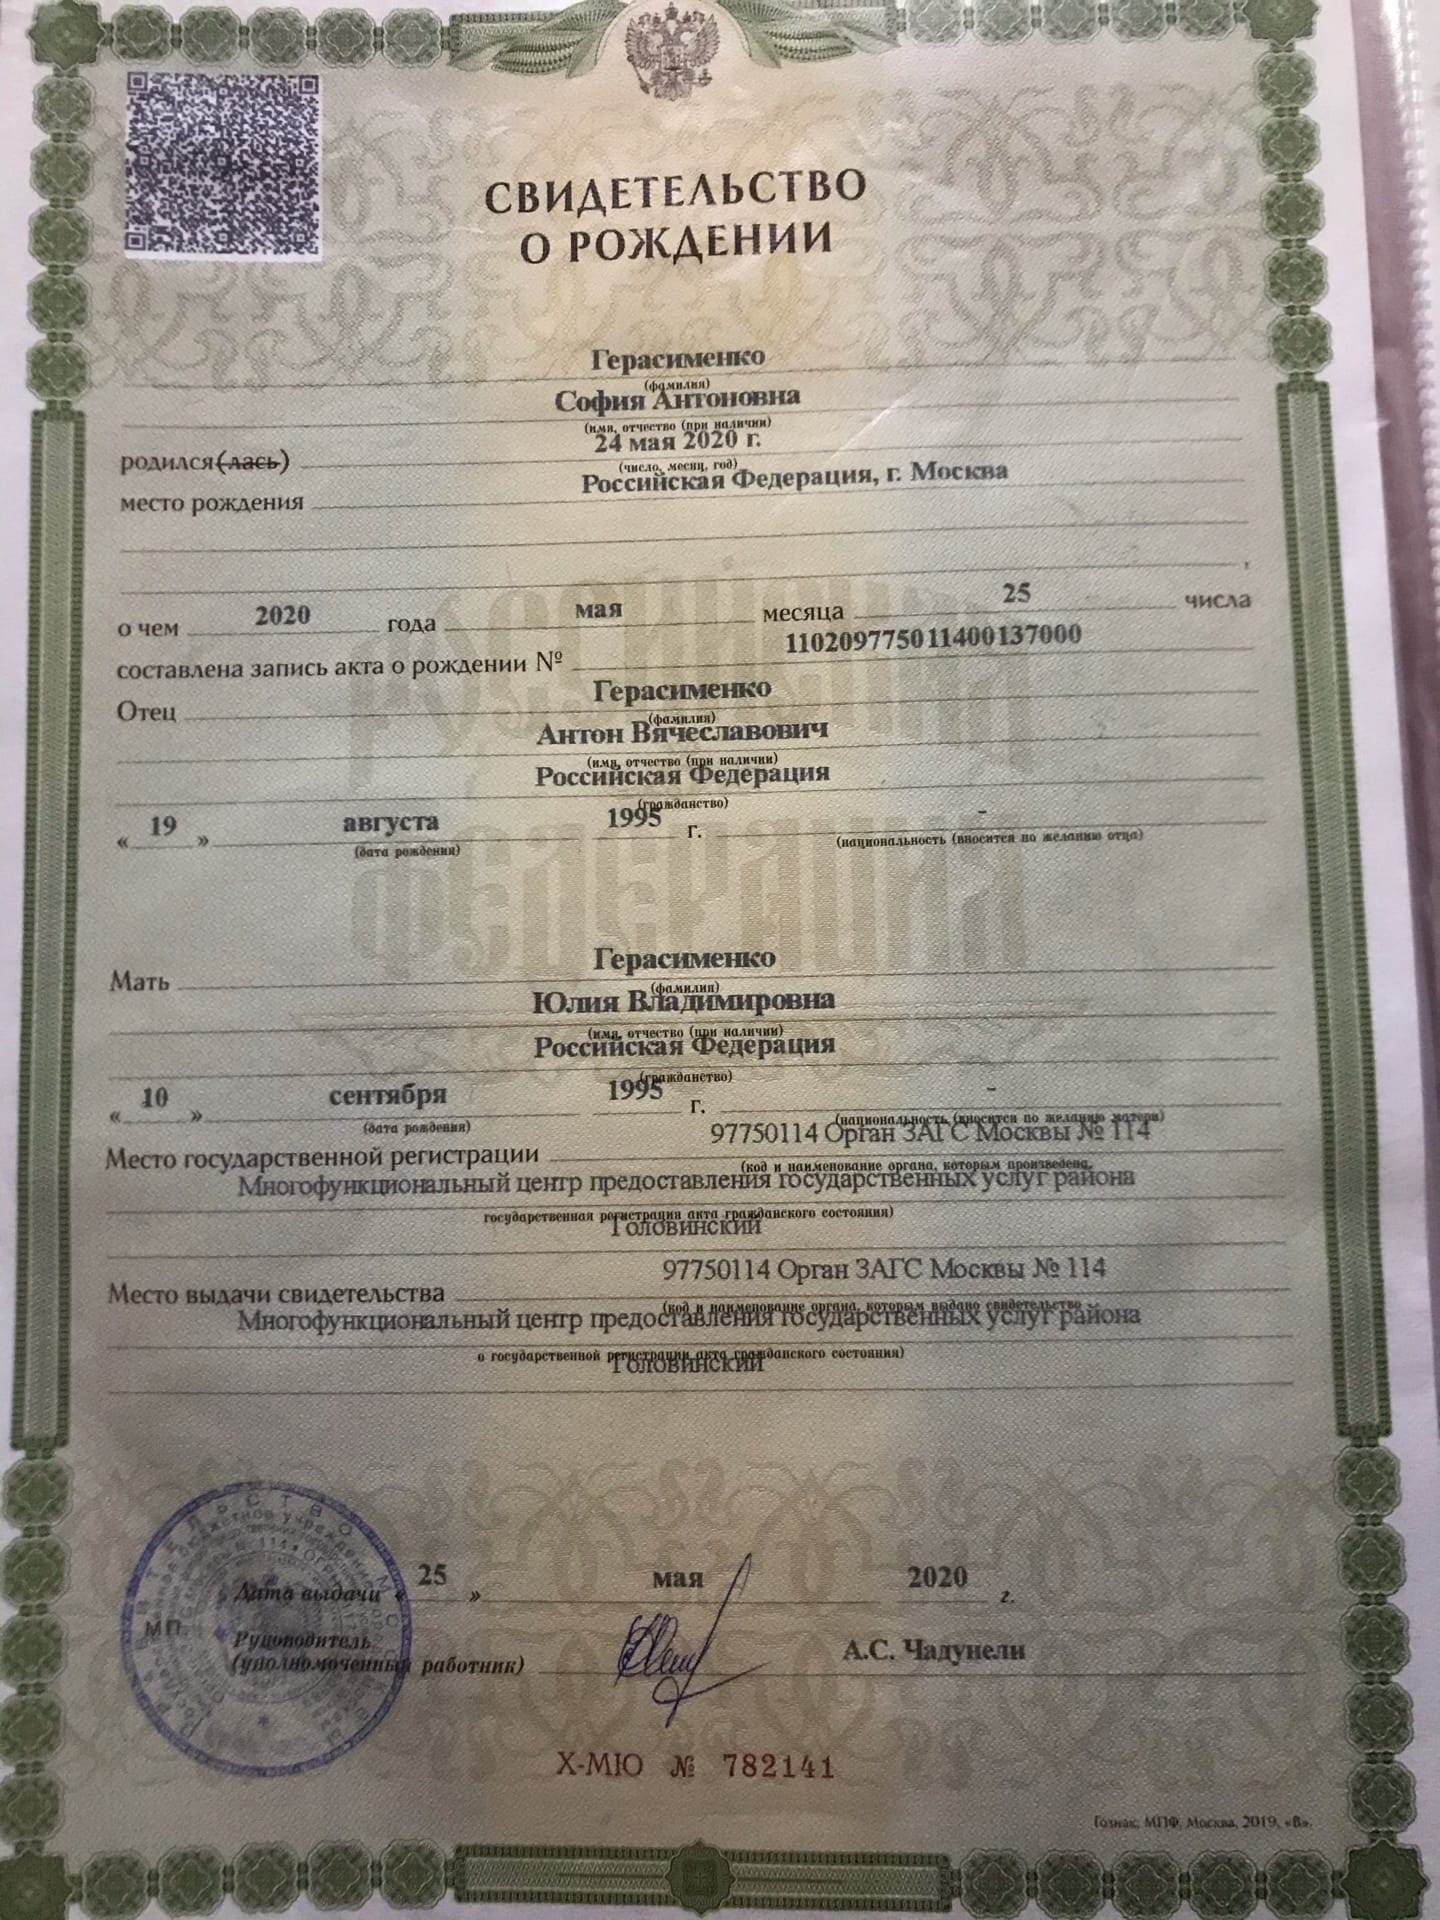 СВИДЕТЕЛЬСТВО
О РОЖДЕНИИ
Герасименко
(фамилия)
София Антоновна
(имя, отчество (при наличии)
родился(лась) 24 мая 2020 г.
(число, месяц, год)
место рождения Российская Федерация, г. Москва
о чем 2020 года мая месяца 25 числа
составлена запись акта о рождении № 110209775011400137000
Отец Герасименко
(фамилия)
Антон Вячеславович
(имя, отчество (при наличии)
Российская Федерация
(гражданство)
« 19 » августа 1995 г. -
(дата рождения) (национальность (вносится по желанию отца)
РОССИЙСКАЯ
ФЕДЕРАЦИЯ
Мать Герасименко
(фамилия)
Юлия Владимировна
(имя, отчество (при наличии)
Российская Федерация
(гражданство)
« 10 » сентября 1995 г. -
(дата рождения) (национальность (вносится по желанию матери)
Место государственной регистрации 97750114 Орган ЗАГС Москвы № 114
(код и наименование органа, которым произведена
Многофункциональный центр предоставления государственных услуг района
государственная регистрация акта гражданского состояния)
Головинский
Место выдачи свидетельства 97750114 Орган ЗАГС Москвы № 114
(код и наименование органа, которым выдано свидетельство
Многофункциональный центр предоставления государственных услуг района
о государственной регистрации акта гражданского состояния)
Головинский
Дата выдачи « 25 » мая 2020 г.
МП
Руководитель
(уполномоченный работник) А.С. Чадунели
X-МЮ № 782141
Гознак, МПФ, Москва, 2019, «В».